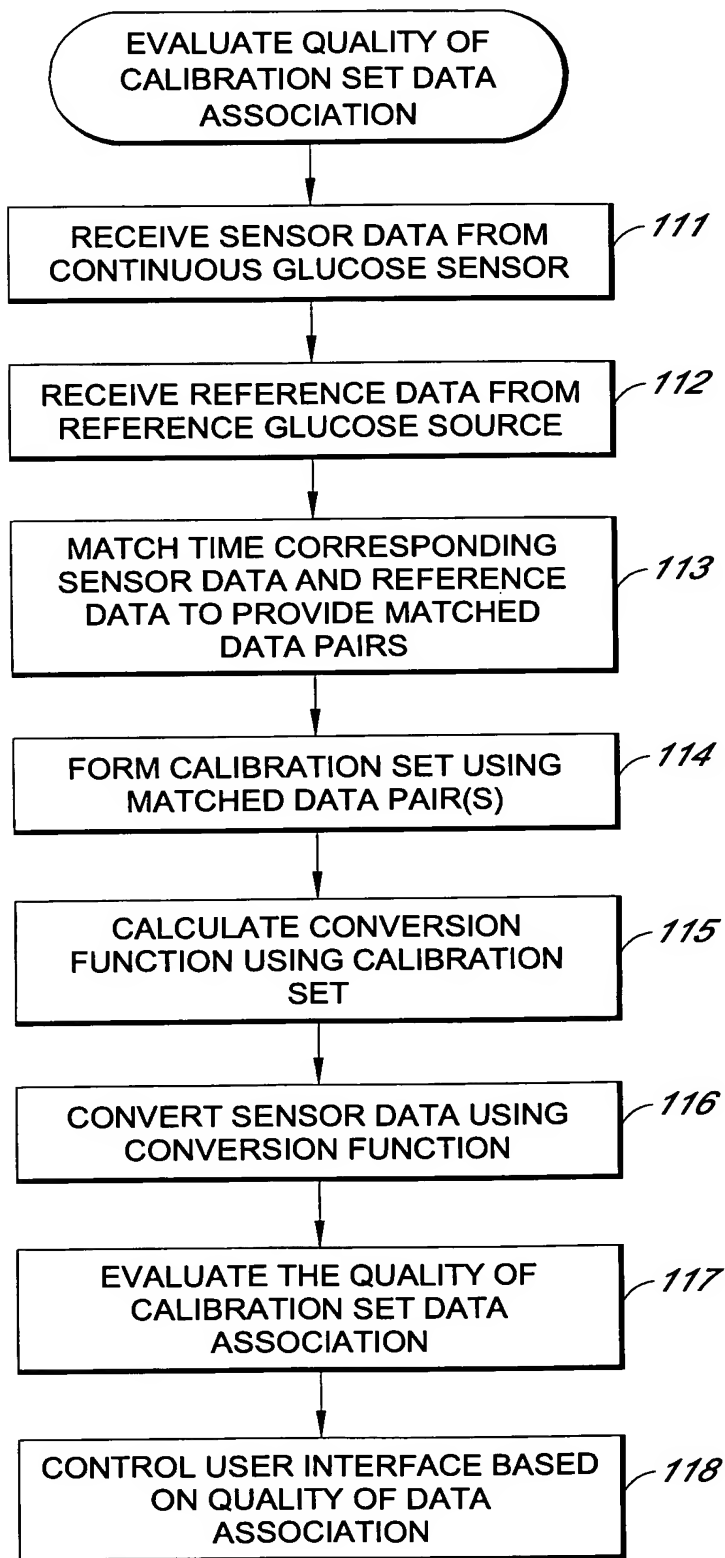 EVALUATE QUALITY OF
CALIBRATION SET DATA
ASSOCIATION
RECEIVE SENSOR DATA FROM
CONTINUOUS GLUCOSE SENSOR
111
RECEIVE REFERENCE DATA FROM
REFERENCE GLUCOSE SOURCE
112
MATCH TIME CORRESPONDING
SENSOR DATA AND REFERENCE
DATA TO PROVIDE MATCHED
DATA PAIRS
113
FORM CALIBRATION SET USING
MATCHED DATA PAIR(S)
114
CALCULATE CONVERSION
FUNCTION USING CALIBRATION
SET
115
CONVERT SENSOR DATA USING
CONVERSION FUNCTION
116
EVALUATE THE QUALITY OF
CALIBRATION SET DATA
ASSOCIATION
117
CONTROL USER INTERFACE BASED
ON QUALITY OF DATA
ASSOCIATION
118